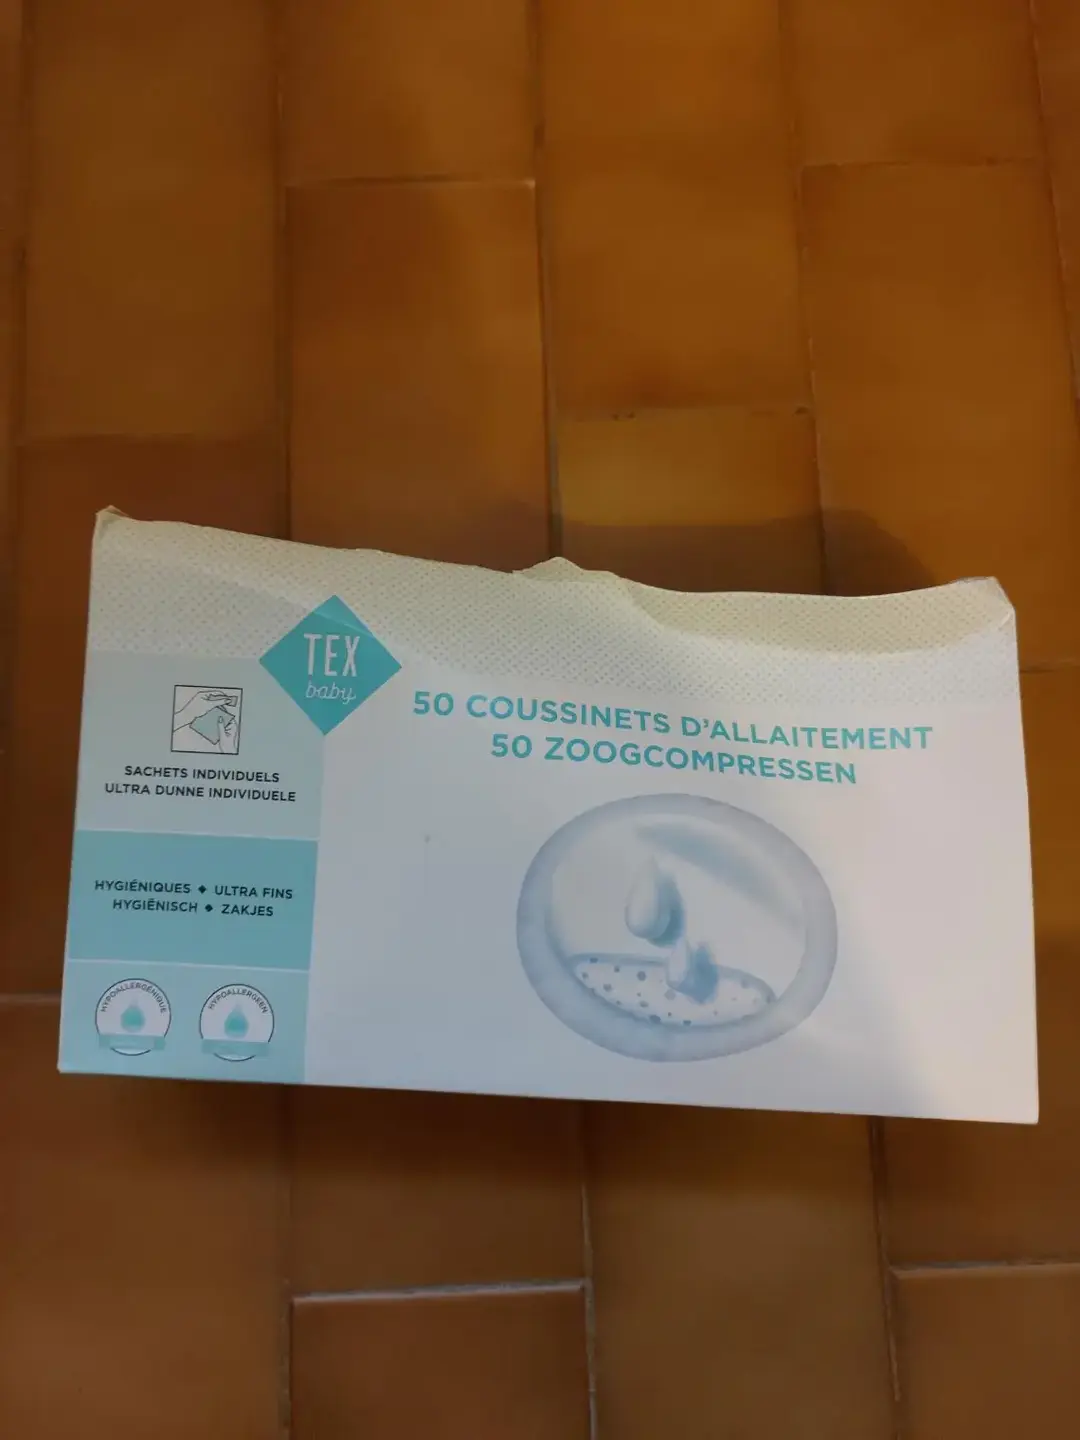 TEX
baby
50 COUSSINETS D'ALLAITEMENT
50 ZOOGCOMPRESSEN
SACHETS INDIVIDUELS
ULTRA DUNNE INDIVIDUELE
HYGIÉNIQUES ◆ ULTRA FINS
HYGIËNISCH ◆ ZAKJES
HYPOALLERGÉNIQUE
HYPOALLERGEEN